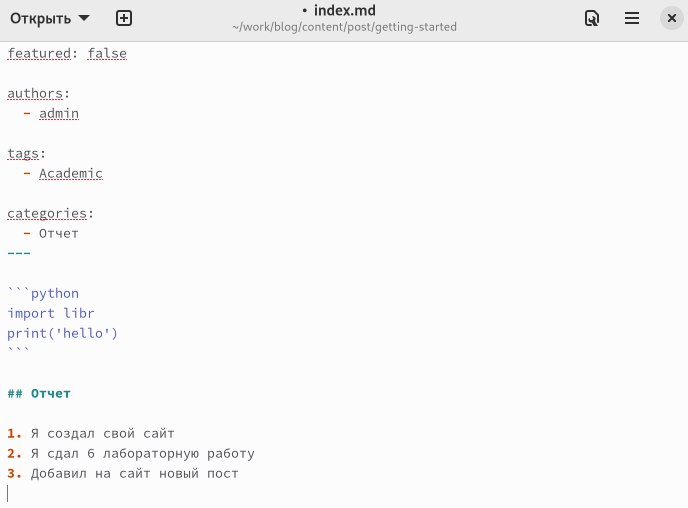 Открыть
• index.md
~/work/blog/content/post/getting-started
featured: false
authors:
- admin
tags:
- Academic
categories:
- Отчет
---
```python
import libr
print('hello')
```
## Отчет
1. Я создал свой сайт
2. Я сдал 6 лабораторную работу
3. Добавил на сайт новый пост